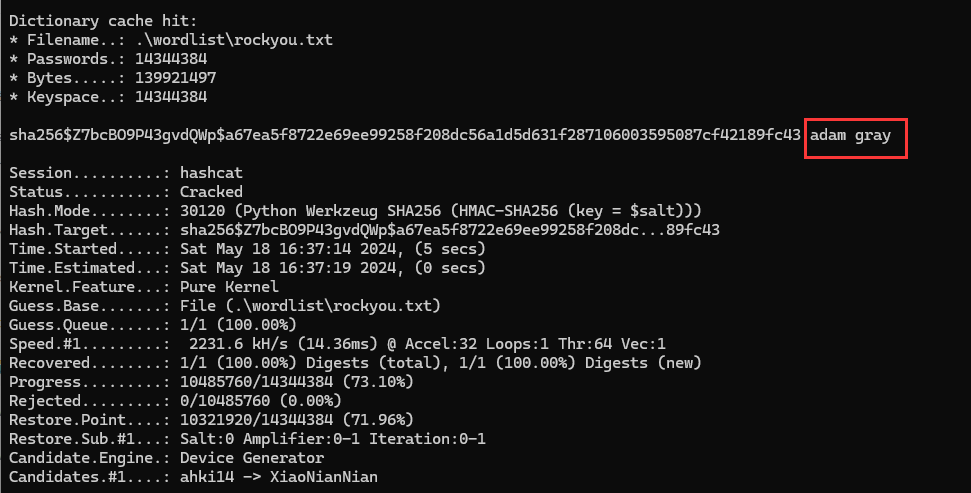 Dictionary cache hit:
* Filename..: .\wordlist\rockyou.txt
* Passwords.: 14344384
* Bytes.....: 139921497
* Keyspace..: 14344384
sha256$Z7bcBO9P43gvdQWp$a67ea5f8722e69ee99258f208dc56a1d5d631f287106003595087cf42189fc43 adam gray
Session..........: hashcat
Status...........: Cracked
Hash.Mode........: 30120 (Python Werkzeug SHA256 (HMAC-SHA256 (key = $salt)))
Hash.Target......: sha256$Z7bcBO9P43gvdQWp$a67ea5f8722e69ee99258f208dc...89fc43
Time.Started.....: Sat May 18 16:37:14 2024, (5 secs)
Time.Estimated...: Sat May 18 16:37:19 2024, (0 secs)
Kernel.Feature...: Pure Kernel
Guess.Base.......: File (.\wordlist\rockyou.txt)
Guess.Queue......: 1/1 (100.00%)
Speed.#1.........:  2231.6 kH/s (14.36ms) @ Accel:32 Loops:1 Thr:64 Vec:1
Recovered........: 1/1 (100.00%) Digests (total), 1/1 (100.00%) Digests (new)
Progress.........: 10485760/14344384 (73.10%)
Rejected.........: 0/10485760 (0.00%)
Restore.Point....: 10321920/14344384 (71.96%)
Restore.Sub.#1...: Salt:0 Amplifier:0-1 Iteration:0-1
Candidate.Engine.: Device Generator
Candidates.#1....: ahki14 -> XiaoNianNian